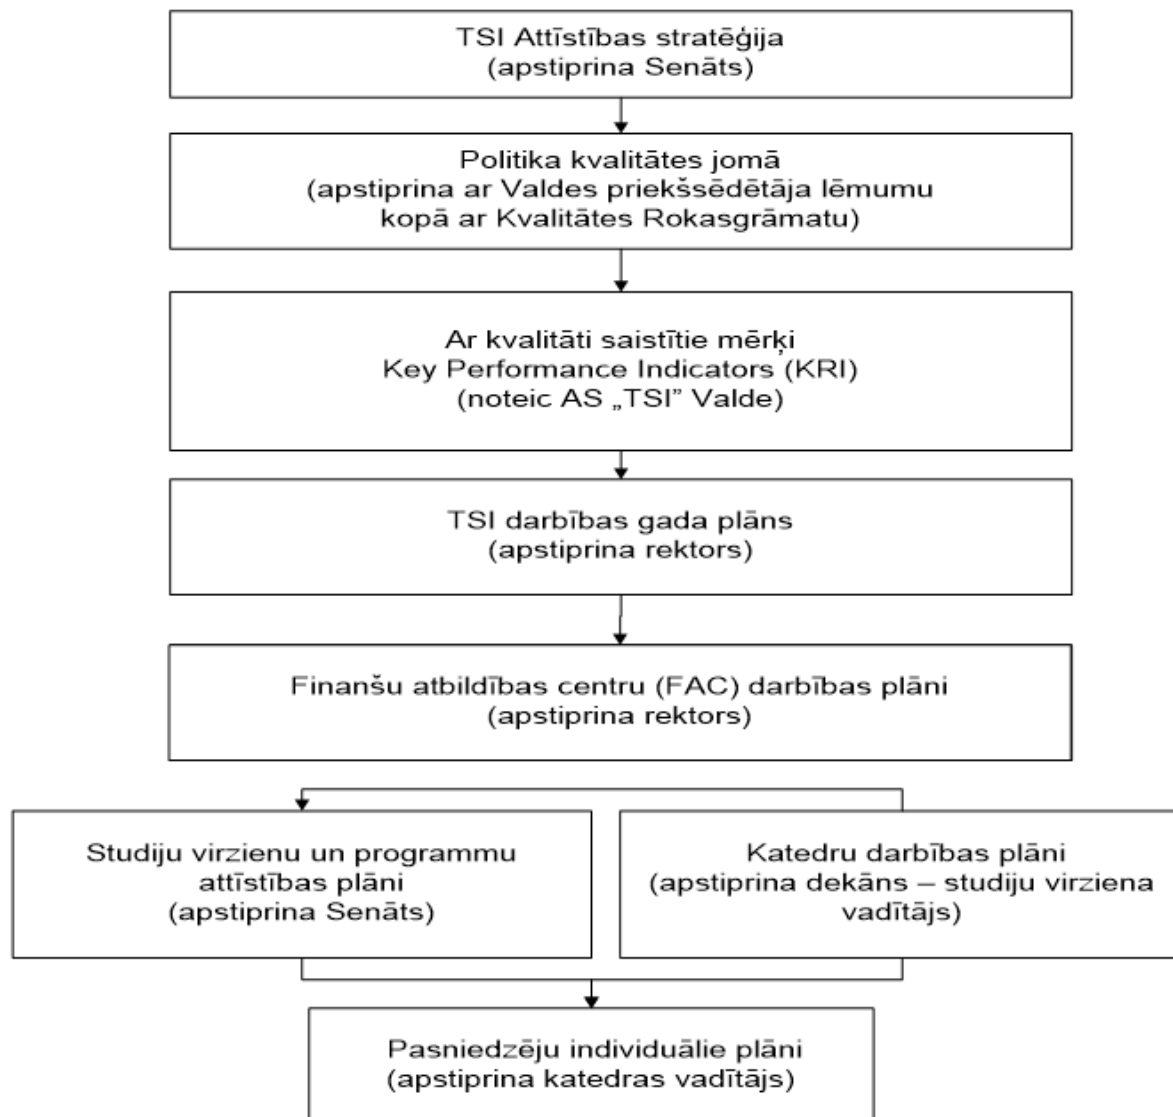 TSI Attīstības stratēģija
(apstiprina Senāts)
Politika kvalitātes jomā
(apstiprina ar Valdes priekšsēdētāja lēmumu
kopā ar Kvalitātes Rokasgrāmatu)
Ar kvalitāti saistītie mērķi
Key Performance Indicators (KRI)
(noteic AS „TSI” Valde)
TSI darbības gada plāns
(apstiprina rektors)
Finanšu atbildības centru (FAC) darbības plāni
(apstiprina rektors)
Studiju virzienu un programmu
attīstības plāni
(apstiprina Senāts)
Katedru darbības plāni
(apstiprina dekāns – studiju virziena
vadītājs)
Pasniedzēju individuālie plāni
(apstiprina katedras vadītājs)